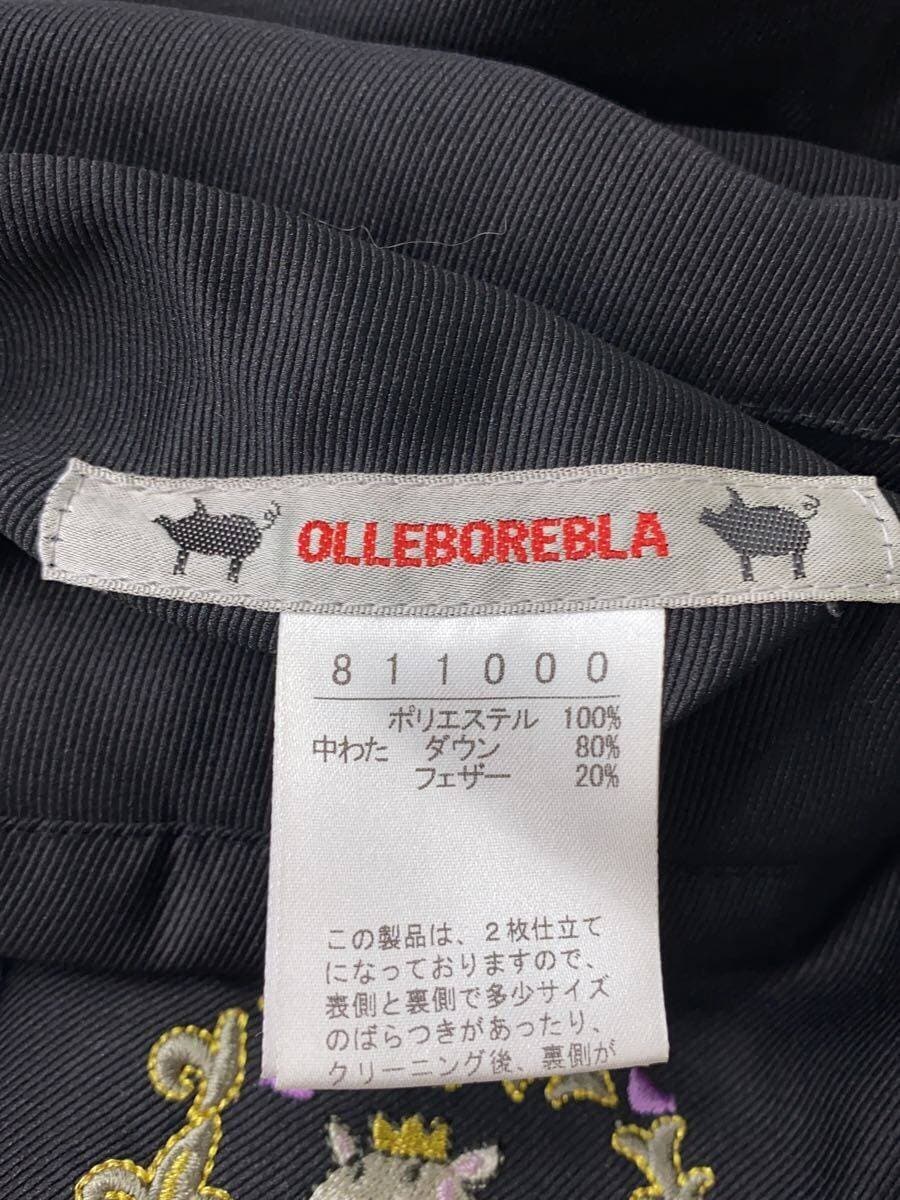 OLLEBOREBLA
811000
ポリエステル 100%
中わた ダウン 80%
フェザー 20%
この製品は、2枚仕立て
になっておりますので、
表側と裏側で多少サイズ
のばらつきがあったり、
クリーニング後、裏側が